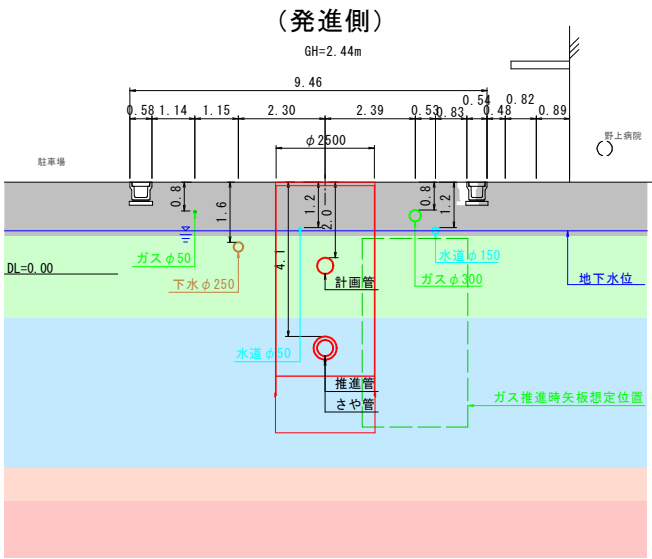 (発進側)
GH=2.44m
9.46
0.58
1.14
1.15
2.30
2.39
0.53
0.83
0.54
0.48
0.82
0.89
φ2500
野上病院
駐車場
0.8
1.6
1.2
2.0
4.1
0.8
1.2
ガスφ50
水道φ150
DL=0.00
下水φ250
計画管
ガスφ300
地下水位
水道φ50
推進管
さや管
ガス推進時矢板想定位置